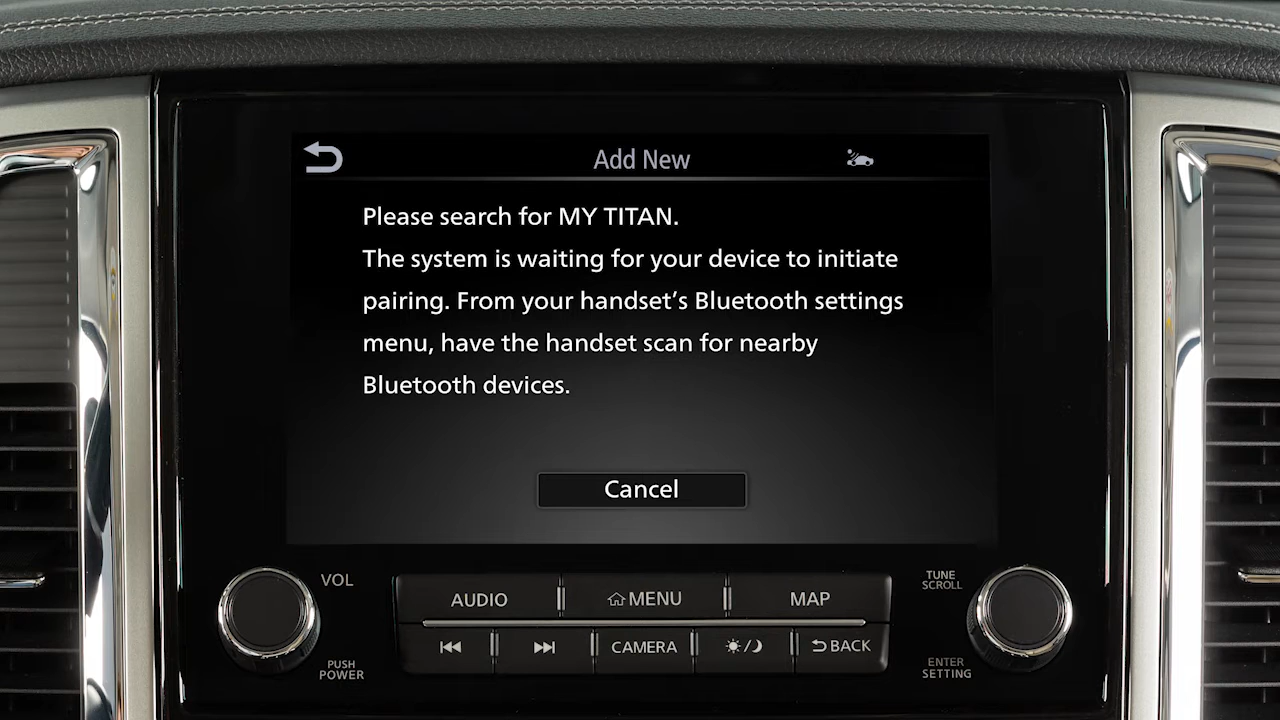 Add New
Please search for MY TITAN.
The system is waiting for your device to initiate
pairing. From your handset's Bluetooth settings
menu, have the handset scan for nearby
Bluetooth devices.
Cancel
VOL
PUSH
POWER
AUDIO
MENU
MAP
CAMERA
BACK
TUNE
SCROLL
ENTER
SETTING